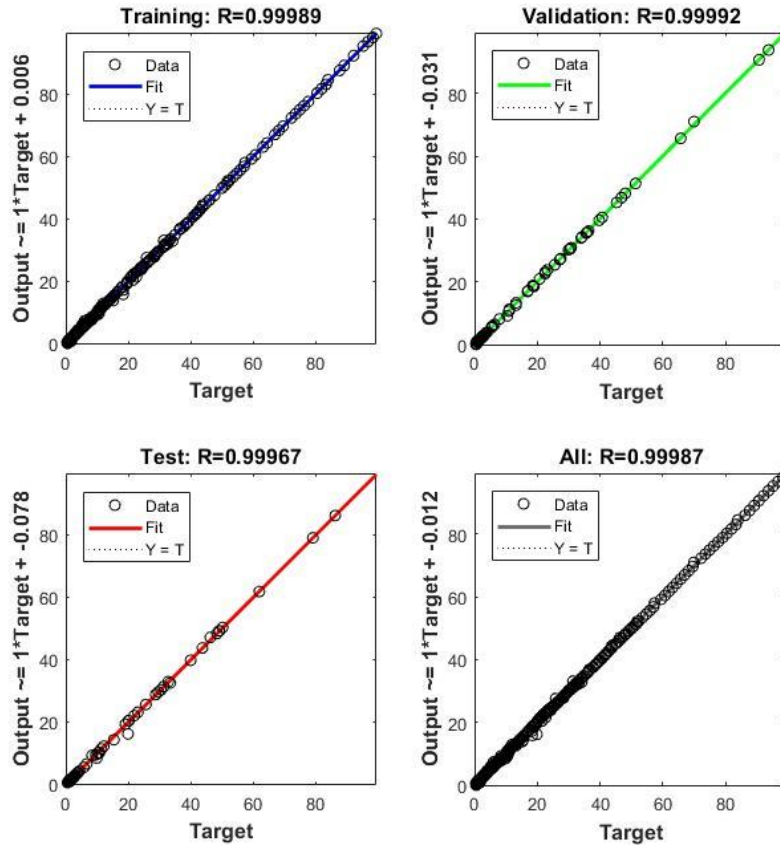 Training: R=0.99989
Output ~= 1*Target + 0.006
Data
Fit
Y = T
80
60
40
20
0
0 20 40 60 80
Target
Validation: R=0.99992
Output ~= 1*Target + -0.031
Data
Fit
Y = T
80
60
40
20
0
0 20 40 60 80
Target
Test: R=0.99967
Output ~= 1*Target + -0.078
Data
Fit
Y = T
80
60
40
20
0
0 20 40 60 80
Target
All: R=0.99987
Output ~= 1*Target + -0.012
Data
Fit
Y = T
80
60
40
20
0
0 20 40 60 80
Target